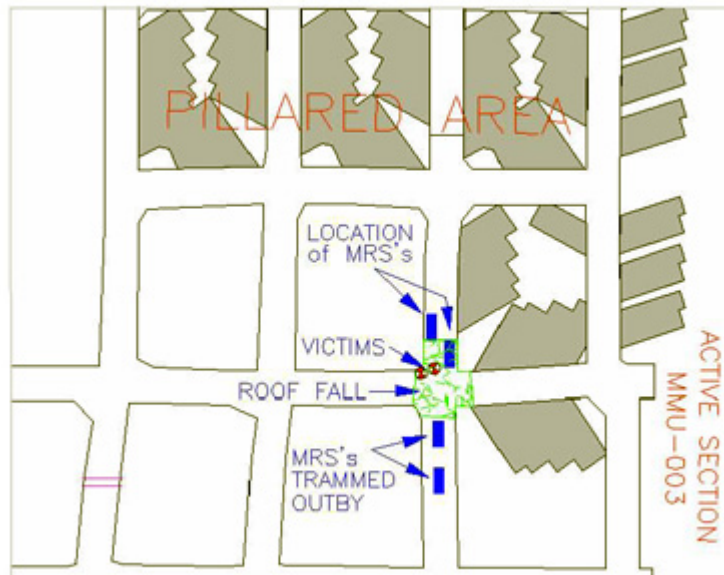 PILLARED AREA
LOCATION
of MRS's
VICTIMS
ROOF FALL
MRS's
TRAMMED
OUTBY
ACTIVE SECTION
MMU-003